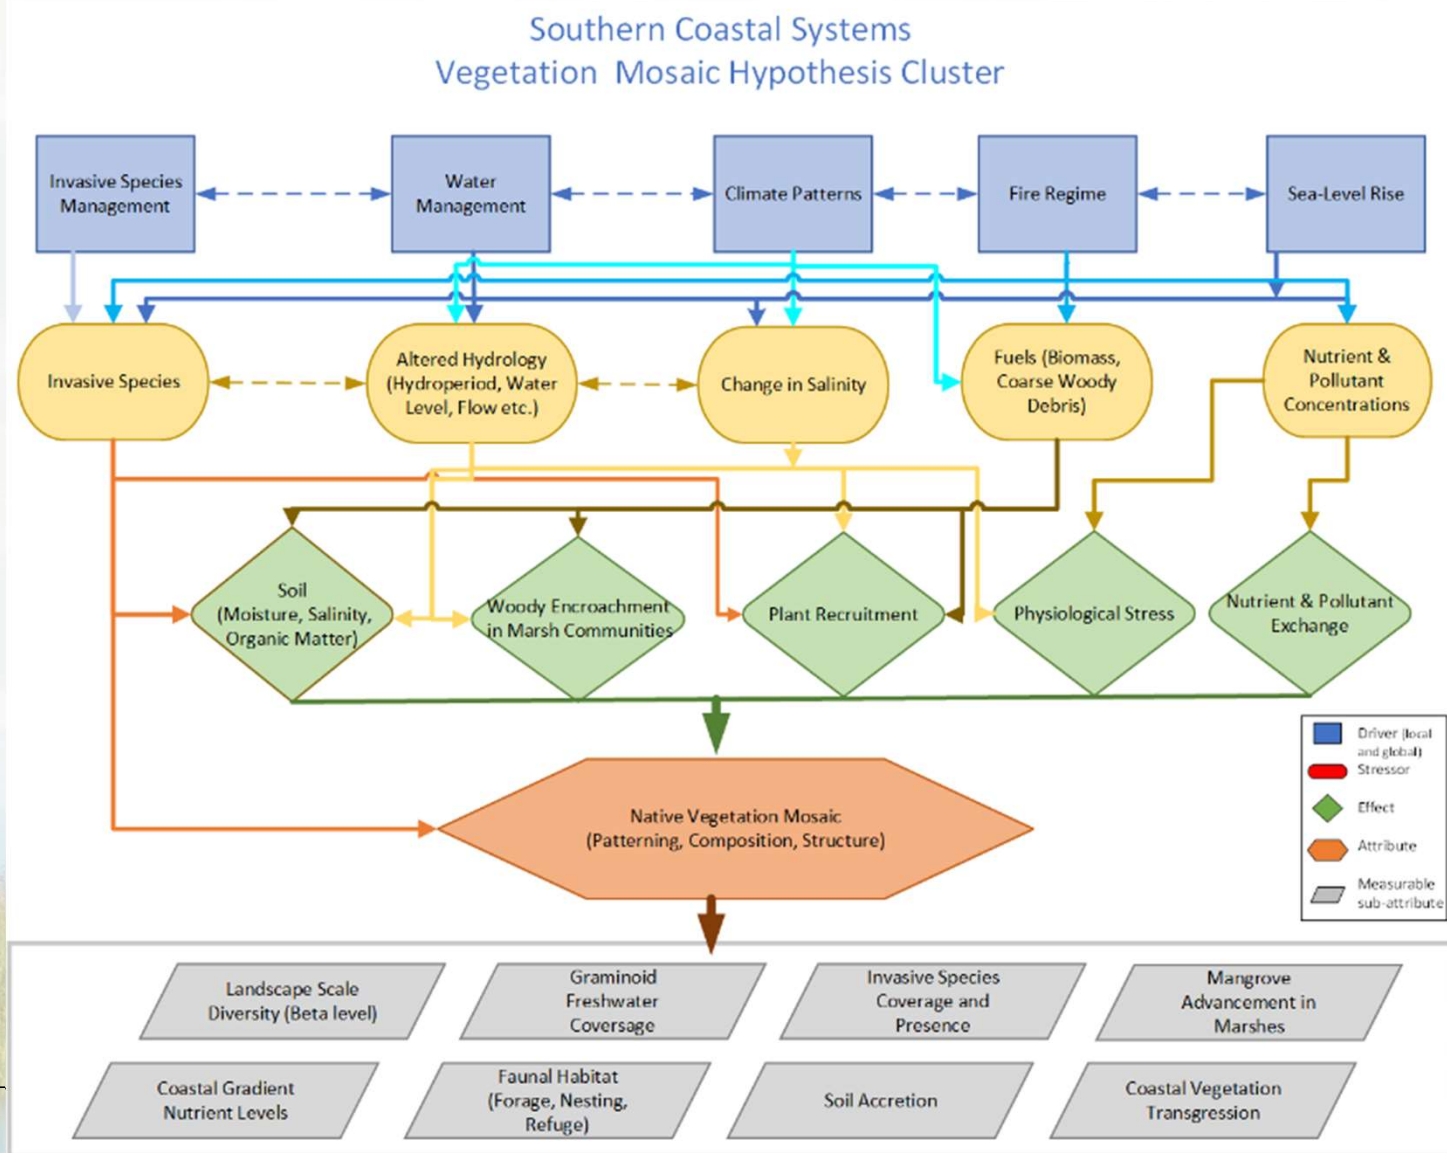 Southern Coastal Systems
Vegetation Mosaic Hypothesis Cluster
Invasive Species
Management
Water
Management
Climate Patterns
Fire Regime
Sea-Level Rise
Invasive Species
Altered Hydrology
(Hydroperiod, Water
Level, Flow etc.)
Change in Salinity
Fuels (Biomass,
Coarse Woody
Debris)
Nutrient &
Pollutant
Concentrations
Soil
(Moisture, Salinity,
Organic Matter)
Woody Encroachment
in Marsh Communities
Plant Recruitment
Physiological Stress
Nutrient & Pollutant
Exchange
Driver (local
and global)
Stressor
Effect
Attribute
Measurable
sub-attribute
Native Vegetation Mosaic
(Patterning, Composition, Structure)
Landscape Scale
Diversity (Beta level)
Graminoid
Freshwater
Coversage
Invasive Species
Coverage and
Presence
Mangrove
Advancement in
Marshes
Coastal Gradient
Nutrient Levels
Faunal Habitat
(Forage, Nesting,
Refuge)
Soil Accretion
Coastal Vegetation
Transgression